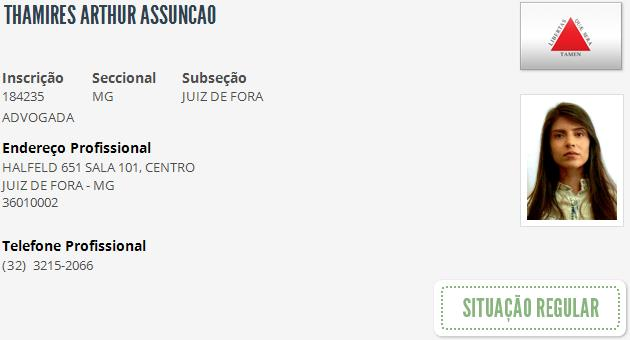 THAMIRES ARTHUR ASSUNCAO
LIBERTAS QUÆ SERA
TAMEN
Inscrição Seccional Subseção
184235 MG JUIZ DE FORA
ADVOGADA
Endereço Profissional
HALFELD 651 SALA 101, CENTRO
JUIZ DE FORA - MG
36010002
Telefone Profissional
(32) 3215-2066
SITUAÇÃO REGULAR